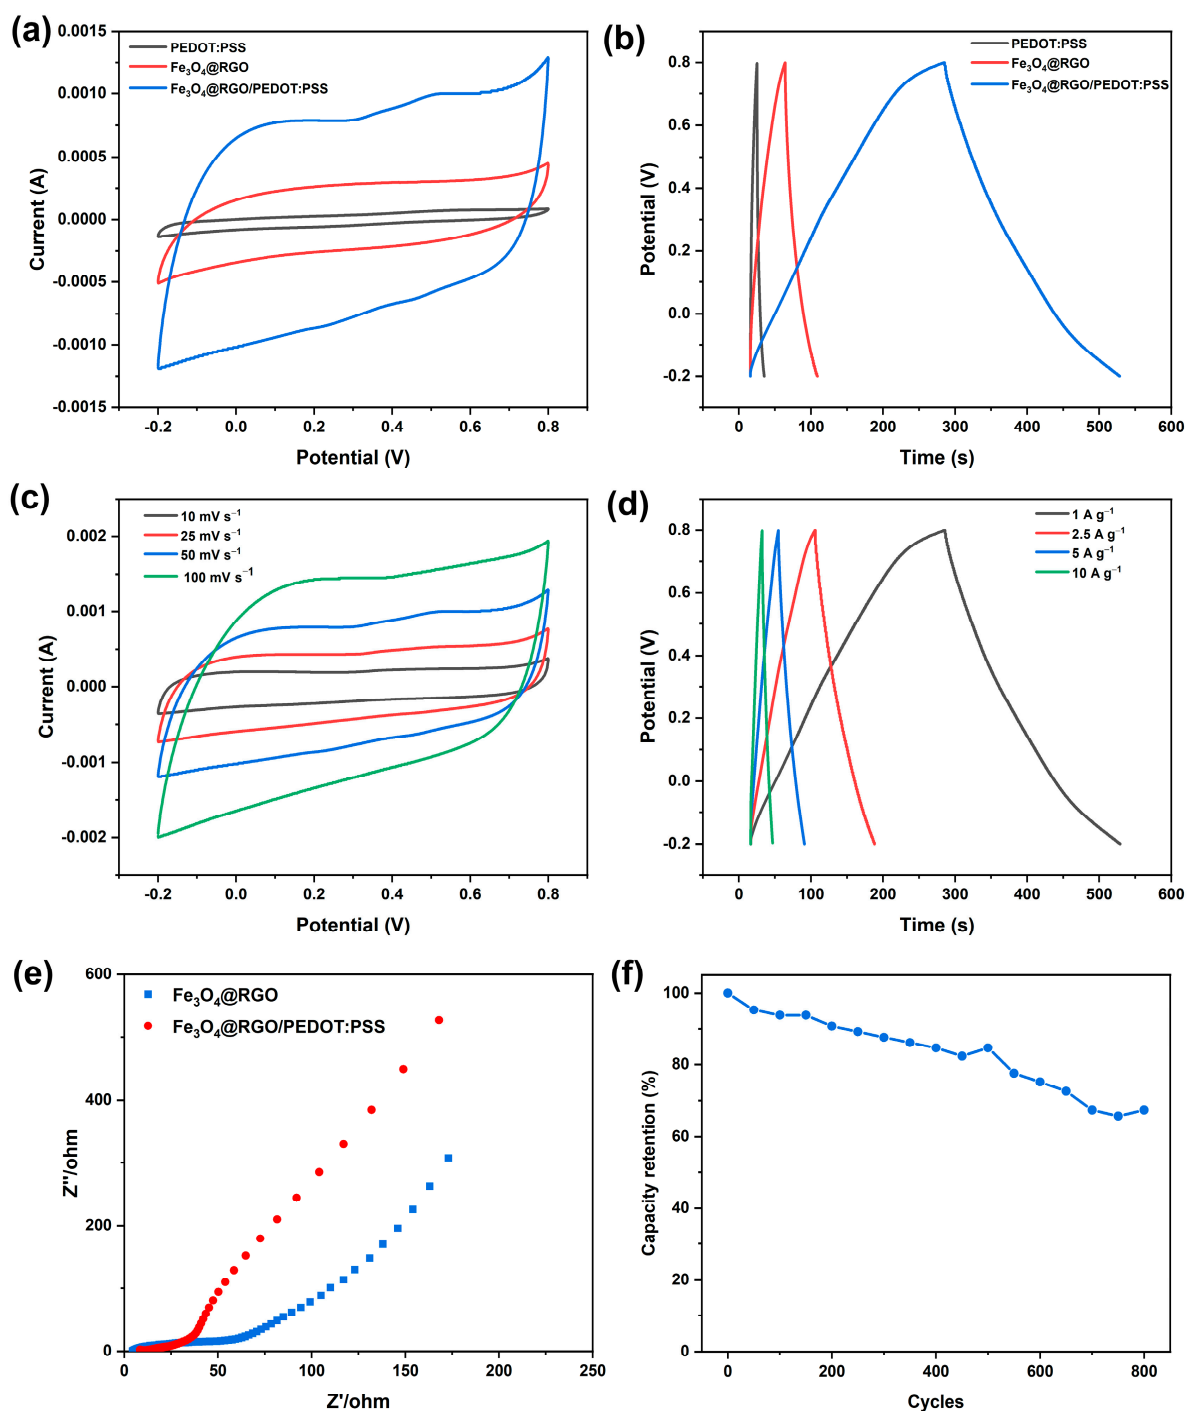 (a)
0.0015
0.0010
0.0005
0.0000
-0.0005
-0.0010
-0.0015
Current (A)
PEDOT:PSS
Fe₃O₄@RGO
Fe₃O₄@RGO/PEDOT:PSS
-0.2 0.0 0.2 0.4 0.6 0.8
Potential (V)
(b)
0.8
0.6
0.4
0.2
0.0
-0.2
Potential (V)
PEDOT:PSS
Fe₃O₄@RGO
Fe₃O₄@RGO/PEDOT:PSS
0 100 200 300 400 500 600
Time (s)
(c)
0.002
0.001
0.000
-0.001
-0.002
Current (A)
10 mV s⁻¹
25 mV s⁻¹
50 mV s⁻¹
100 mV s⁻¹
-0.2 0.0 0.2 0.4 0.6 0.8
Potential (V)
(d)
0.8
0.6
0.4
0.2
0.0
-0.2
Potential (V)
1 A g⁻¹
2.5 A g⁻¹
5 A g⁻¹
10 A g⁻¹
0 100 200 300 400 500 600
Time (s)
(e)
600
400
200
0
Z''/ohm
Fe₃O₄@RGO
Fe₃O₄@RGO/PEDOT:PSS
0 50 100 150 200 250
Z'/ohm
(f)
100
80
60
40
20
0
Capacity retention (%)
0 200 400 600 800
Cycles